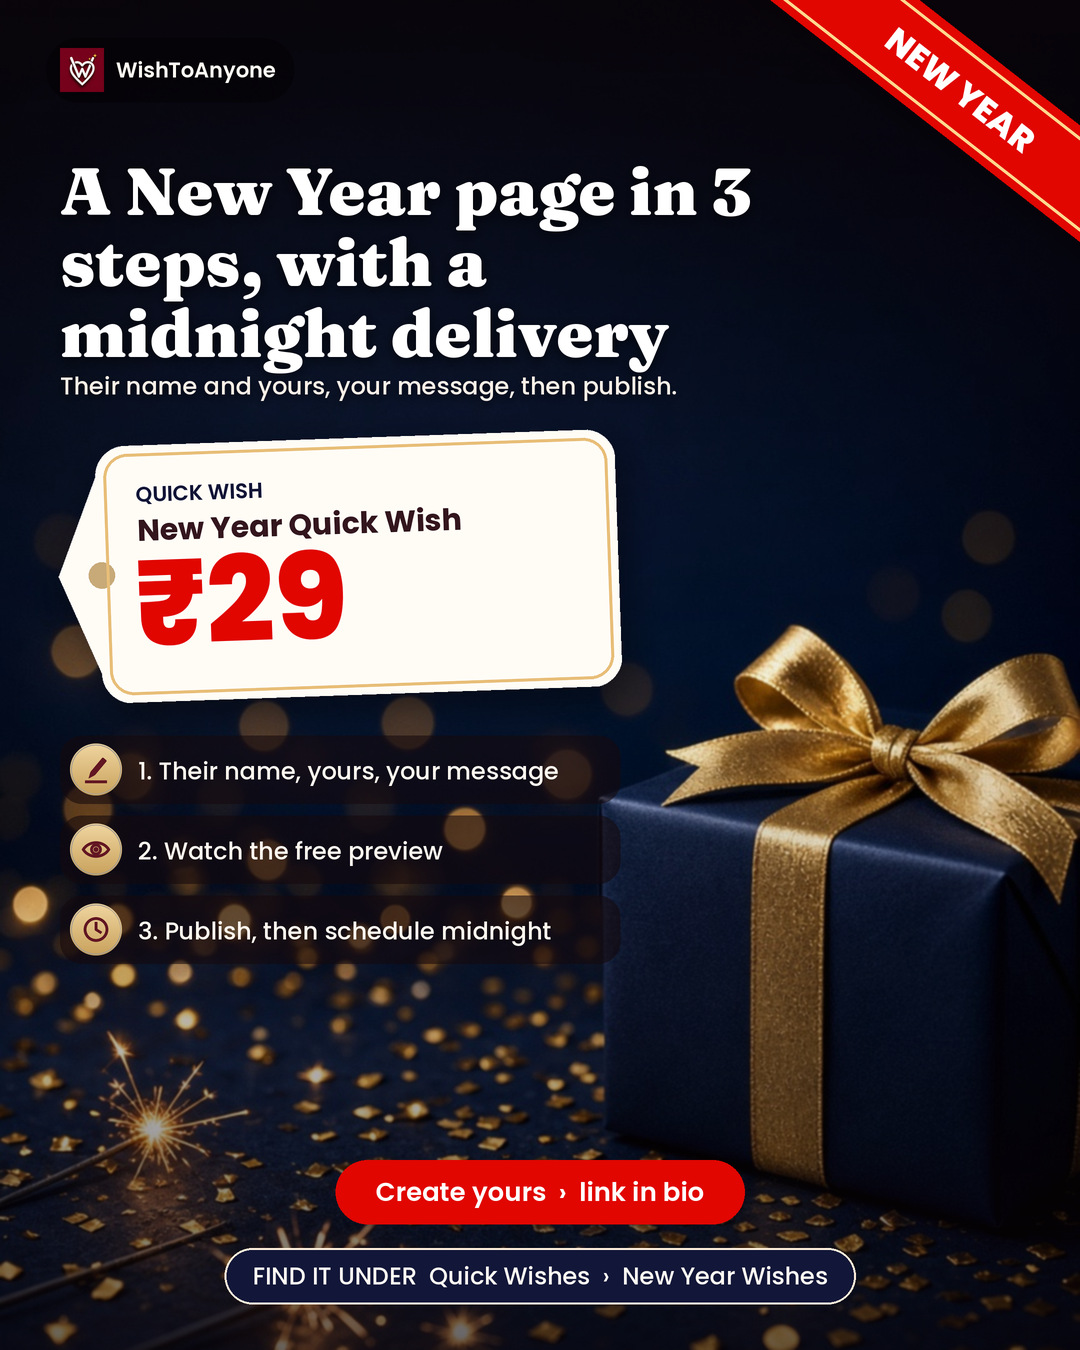 WishToAnyone
NEW YEAR
A New Year page in 3
steps, with a
midnight delivery
Their name and yours, your message, then publish.
QUICK WISH
New Year Quick Wish
₹29
1. Their name, yours, your message
2. Watch the free preview
3. Publish, then schedule midnight
Create yours › link in bio
FIND IT UNDER Quick Wishes › New Year Wishes